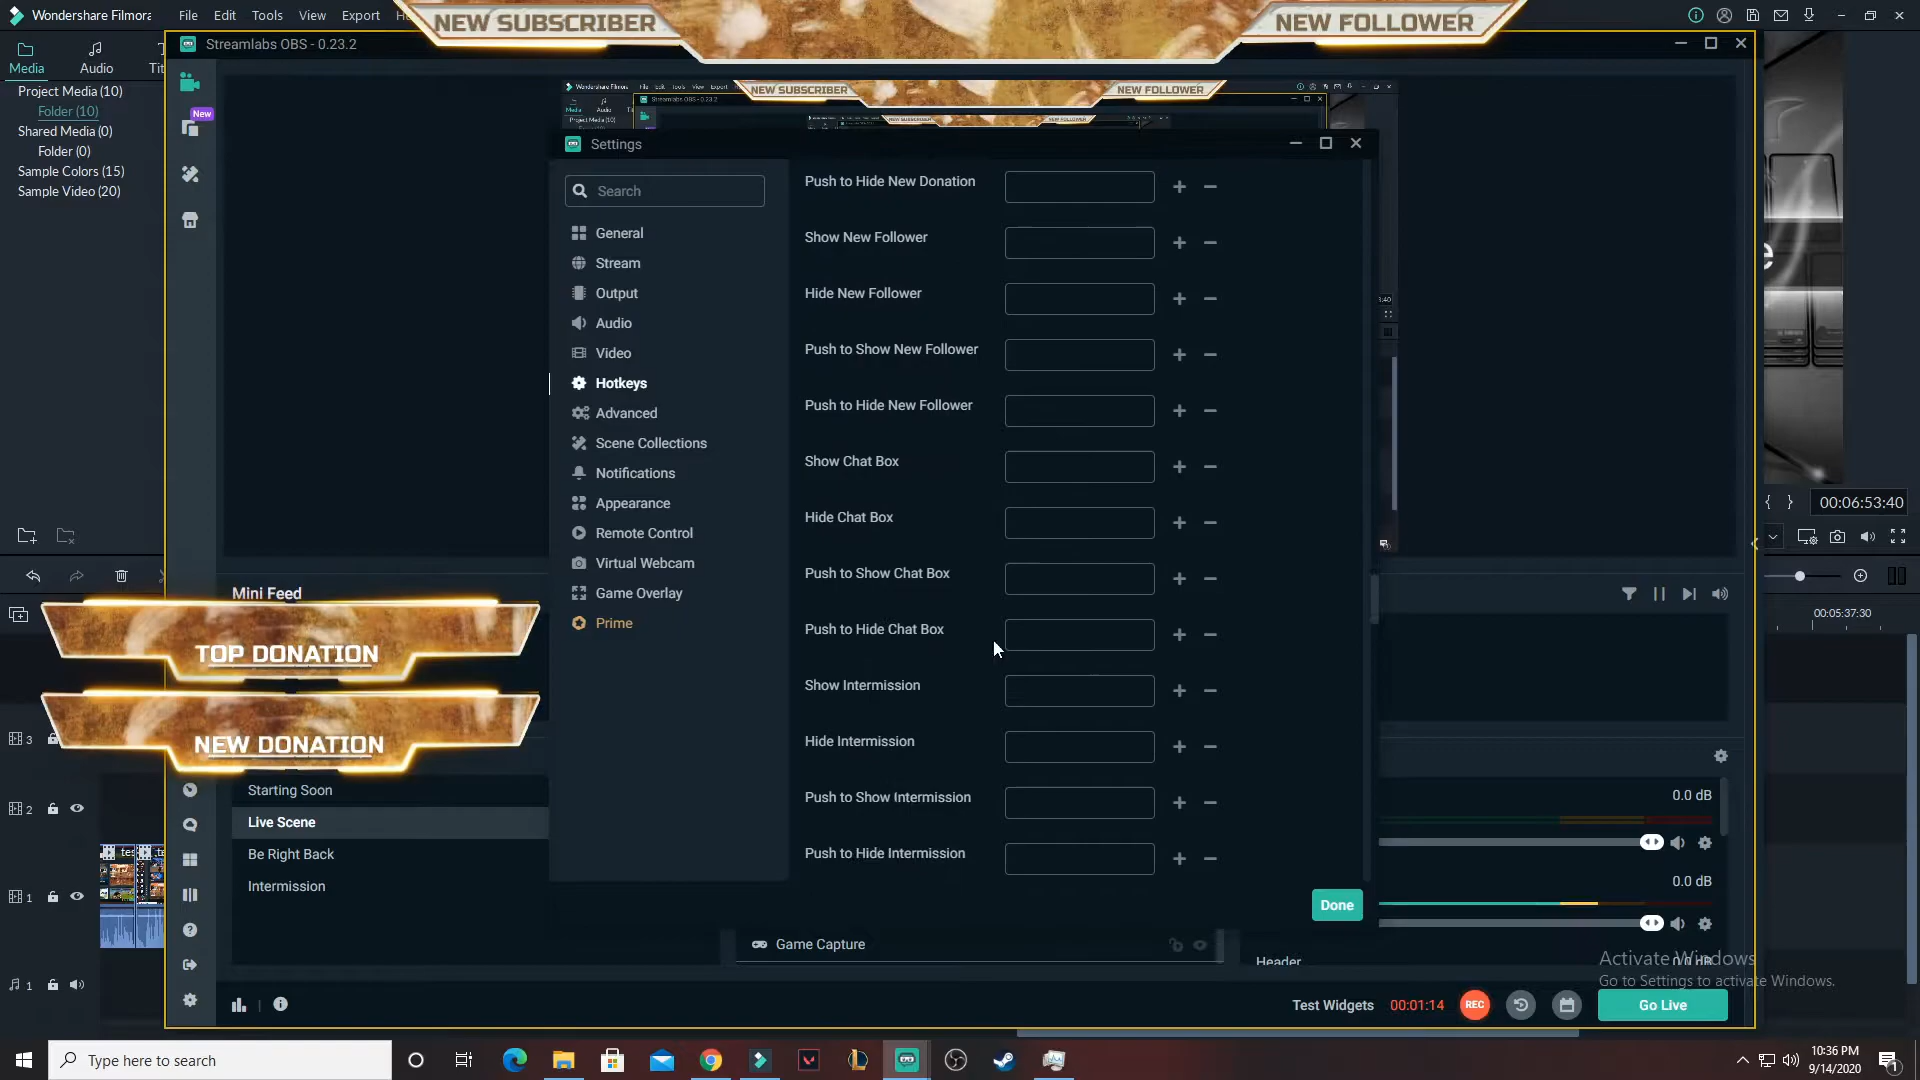 Wondershare Filmora
File Edit Tools View Export
NEW SUBSCRIBER
NEW FOLLOWER
Media
Audio
Streamlabs OBS - 0.23.2
Project Media (10)
Folder (10)
Shared Media (0)
Folder (0)
Sample Colors (15)
Sample Video (20)
New
NEW SUBSCRIBER
NEW FOLLOWER
Settings
Search
General
Stream
Output
Audio
Video
Hotkeys
Advanced
Scene Collections
Notifications
Appearance
Remote Control
Virtual Webcam
Game Overlay
Prime
Push to Hide New Donation
Show New Follower
Hide New Follower
Push to Show New Follower
Push to Hide New Follower
Show Chat Box
Hide Chat Box
Push to Show Chat Box
Push to Hide Chat Box
Show Intermission
Hide Intermission
Push to Show Intermission
Push to Hide Intermission
Done
00:06:53:40
00:05:37:30
Mini Feed
TOP DONATION
NEW DONATION
Starting Soon
Live Scene
Be Right Back
Intermission
3
2
1
1
Game Capture
0.0 dB
0.0 dB
Header
Activate Windows
Go to Settings to activate Windows.
Test Widgets
00:01:14
REC
Go Live
Type here to search
10:36 PM
9/14/2020